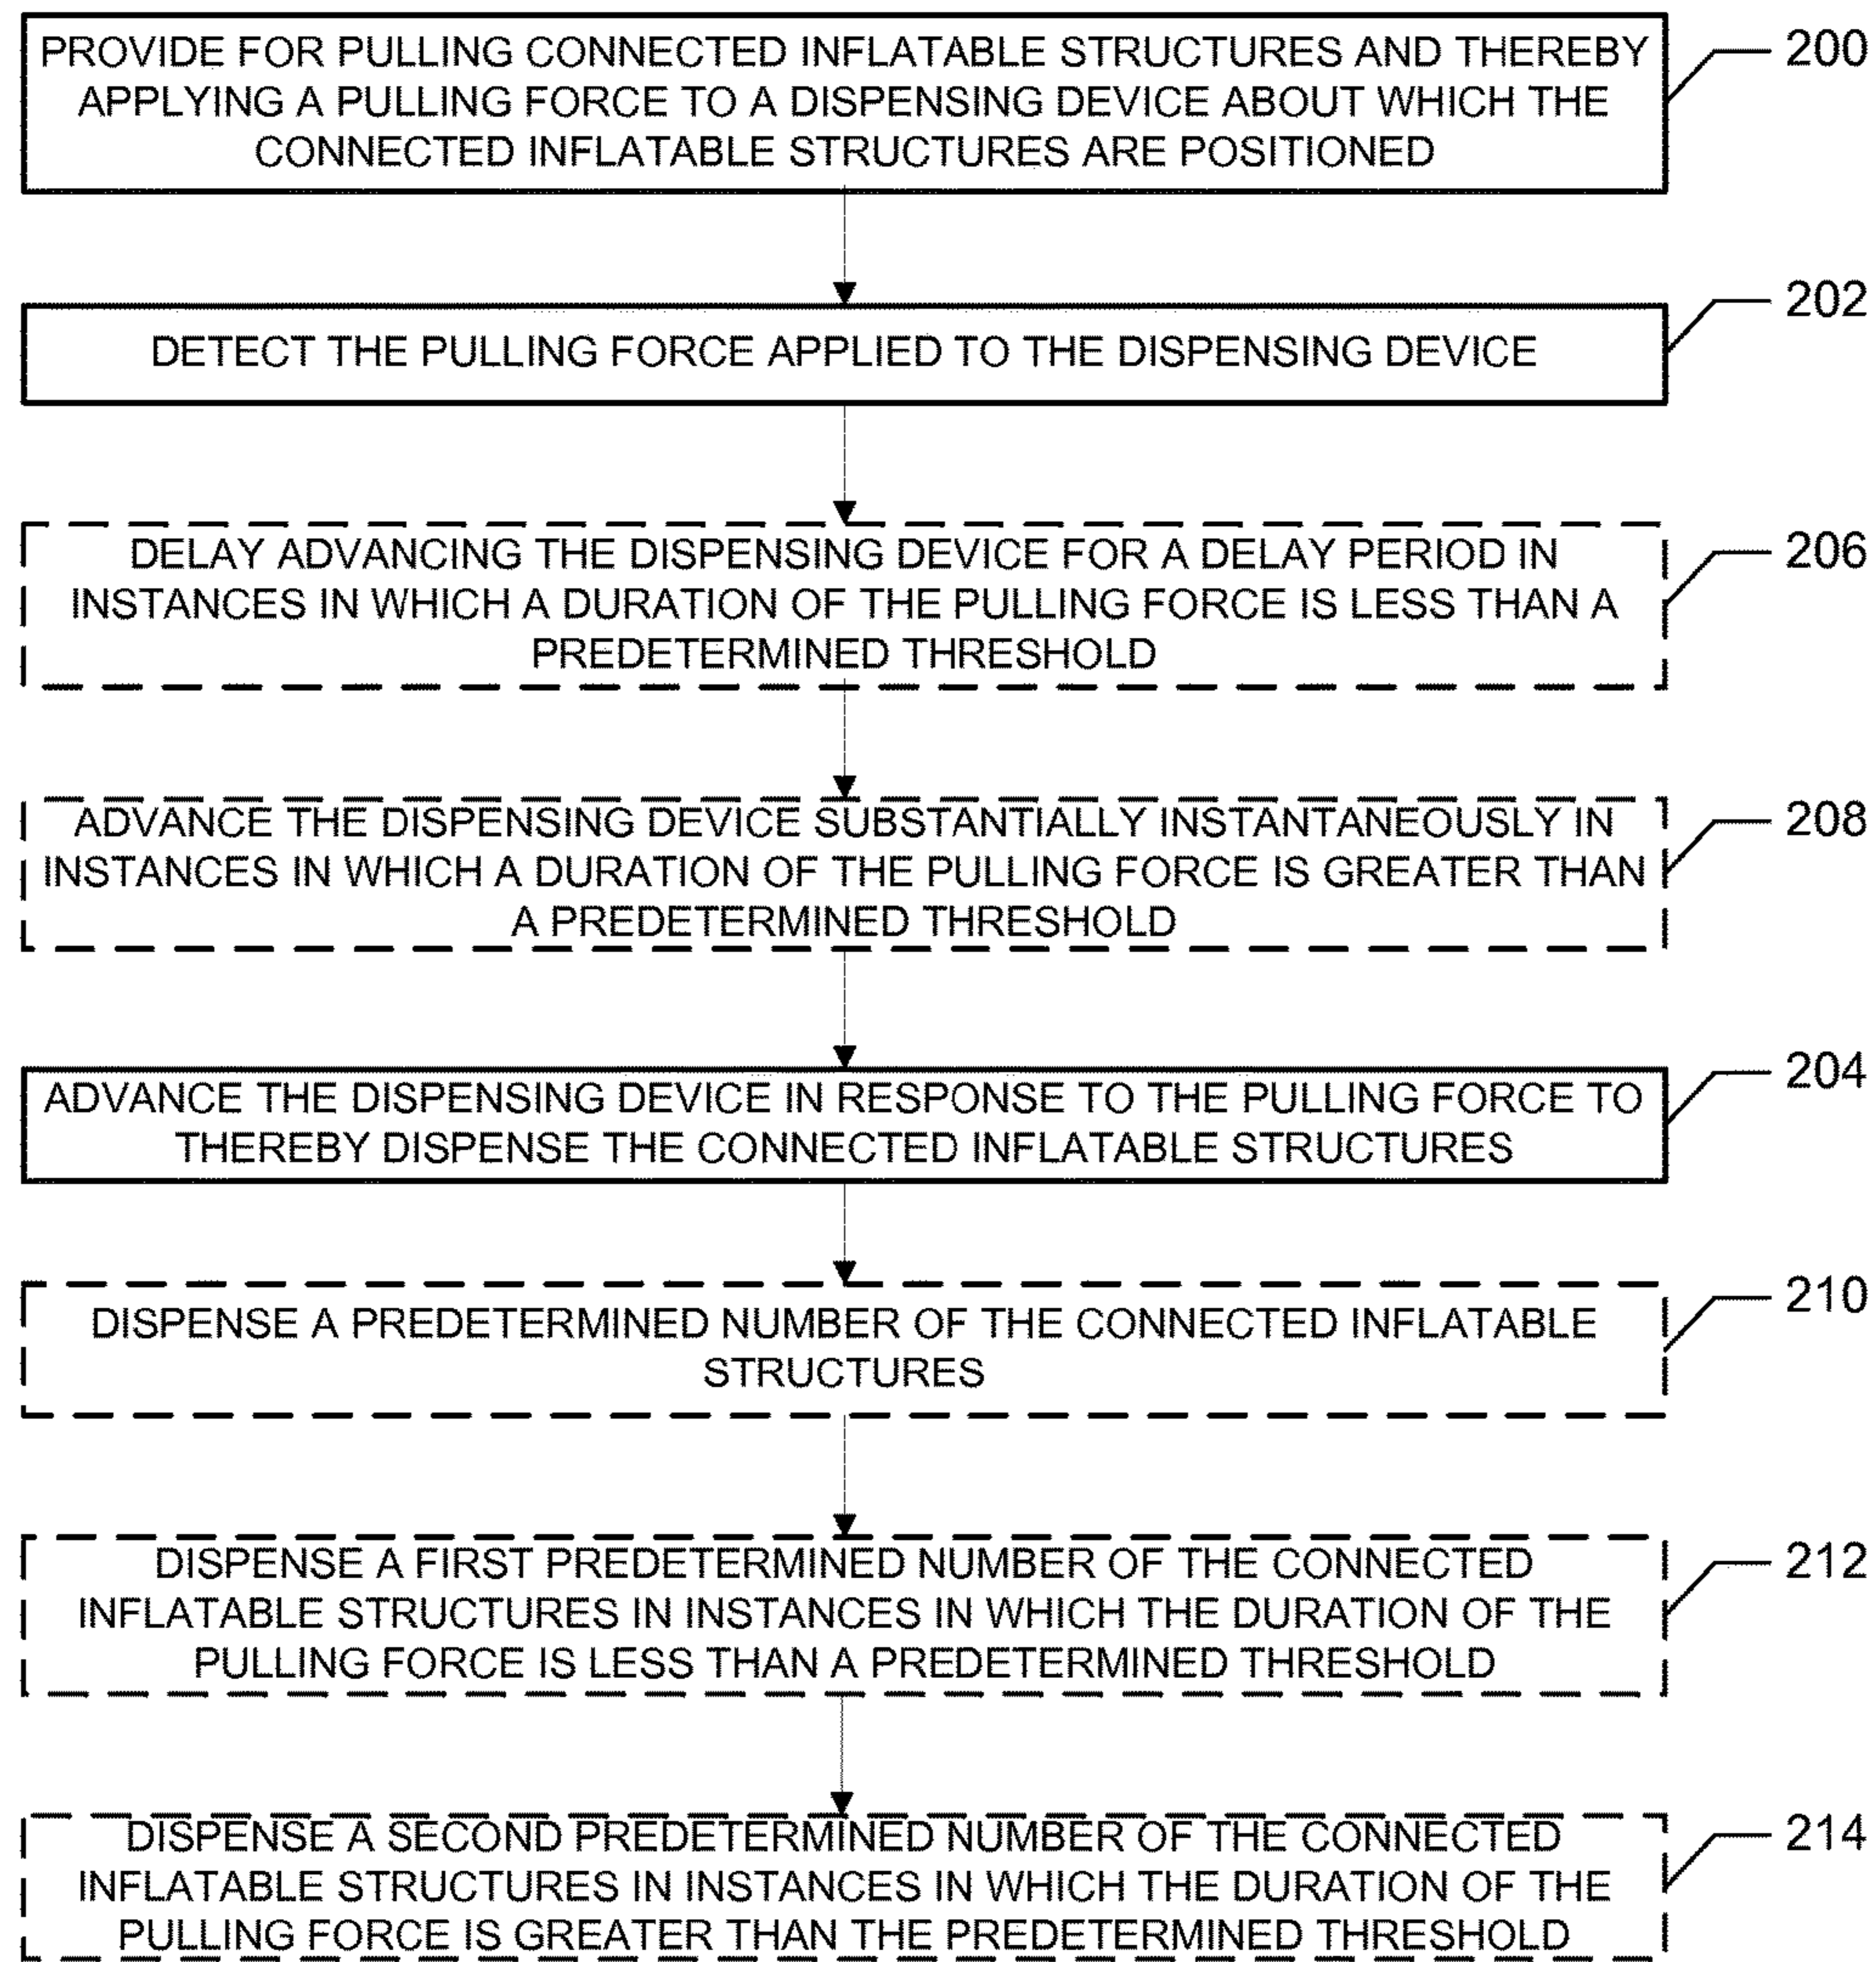 PROVIDE FOR PULLING CONNECTED INFLATABLE STRUCTURES AND THEREBY
APPLYING A PULLING FORCE TO A DISPENSING DEVICE ABOUT WHICH THE
CONNECTED INFLATABLE STRUCTURES ARE POSITIONED
200
DETECT THE PULLING FORCE APPLIED TO THE DISPENSING DEVICE
202
DELAY ADVANCING THE DISPENSING DEVICE FOR A DELAY PERIOD IN
INSTANCES IN WHICH A DURATION OF THE PULLING FORCE IS LESS THAN A
PREDETERMINED THRESHOLD
206
ADVANCE THE DISPENSING DEVICE SUBSTANTIALLY INSTANTANEOUSLY IN
INSTANCES IN WHICH A DURATION OF THE PULLING FORCE IS GREATER THAN
A PREDETERMINED THRESHOLD
208
ADVANCE THE DISPENSING DEVICE IN RESPONSE TO THE PULLING FORCE TO
THEREBY DISPENSE THE CONNECTED INFLATABLE STRUCTURES
204
DISPENSE A PREDETERMINED NUMBER OF THE CONNECTED INFLATABLE
STRUCTURES
210
DISPENSE A FIRST PREDETERMINED NUMBER OF THE CONNECTED
INFLATABLE STRUCTURES IN INSTANCES IN WHICH THE DURATION OF THE
PULLING FORCE IS LESS THAN A PREDETERMINED THRESHOLD
212
DISPENSE A SECOND PREDETERMINED NUMBER OF THE CONNECTED
INFLATABLE STRUCTURES IN INSTANCES IN WHICH THE DURATION OF THE
PULLING FORCE IS GREATER THAN THE PREDETERMINED THRESHOLD
214